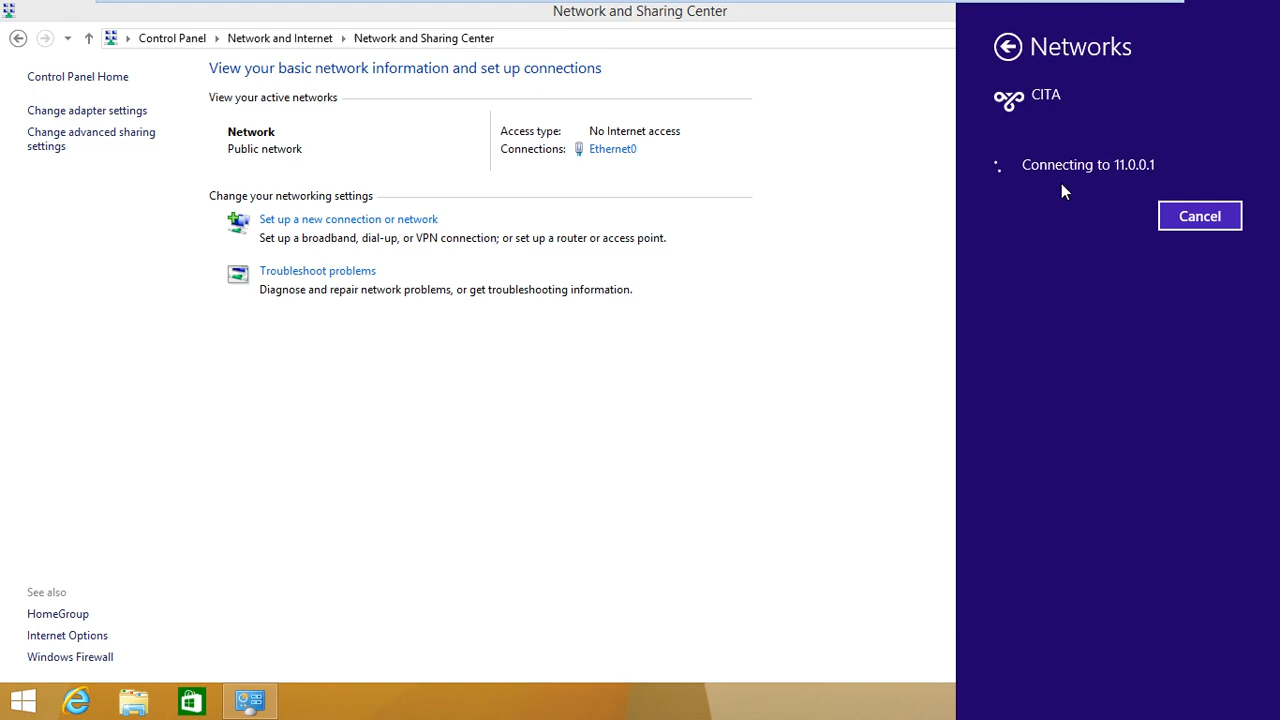 Network and Sharing Center
Control Panel
Network and Internet
Network and Sharing Center
Control Panel Home
Change adapter settings
Change advanced sharing
settings
See also
HomeGroup
Internet Options
Windows Firewall
View your basic network information and set up connections
View your active networks
Network
Public network
Access type: No Internet access
Connections: Ethernet0
Change your networking settings
Set up a new connection or network
Set up a broadband, dial-up, or VPN connection; or set up a router or access point.
Troubleshoot problems
Diagnose and repair network problems, or get troubleshooting information.
Networks
CITA
Connecting to 11.0.0.1
Cancel